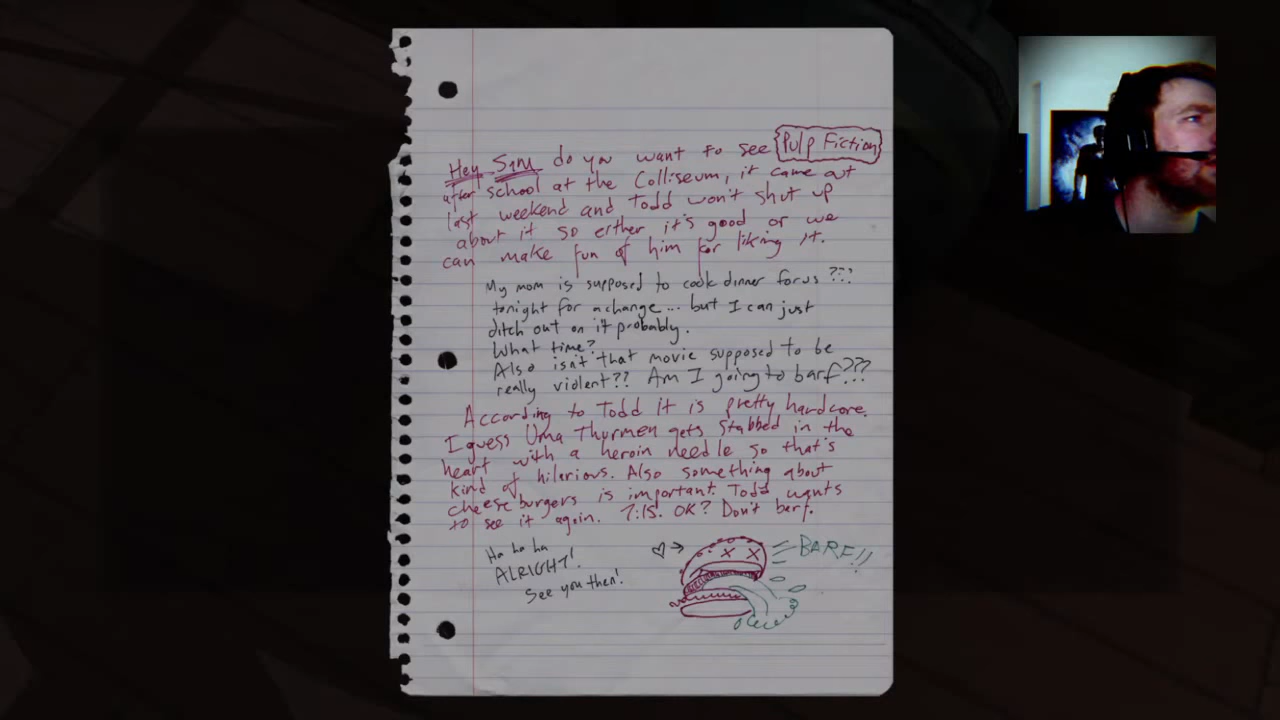 Hey Sam do you want to see Pulp Fiction
after school at the Colliseum, it came out
last weekend and Todd won't shut up
about it so either it's good or we
can make fun of him for liking it.
My mom is supposed to cook dinner for us???
tonight for a change... but I can just
ditch out on it probably.
What time?
Also isn't that movie supposed to be
really violent?? Am I going to barf???
According to Todd it is pretty hardcore.
I guess Uma Thurmen gets stabbed in the
heart with a heroin needle so that's
kind of hilarious. Also something about
cheeseburgers is important. Todd wants
to see it again. 7:15. OK? Don't barf.
Ha ha ha
ALRIGHT!
See you then!
BARF!!